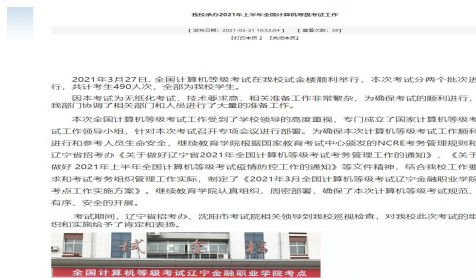 我校承办2021年上半年全国计算机等级考试工作
【 发布日期：2021-03-31 10:53:04 】 【 查看次数：39】
【打印本页 】 【关闭本页 】
2021年3月27日，全国计算机等级考试在我校试金楼顺利举行，本次考试分两个批次进
行，共计考生490人次，全部为我校学生。
因本考试为无纸化考试，技术要求高，相关准备工作非常繁杂，为确保考试的顺利进行，
我部门协调了相关部门和人员进行了大量的准备工作。
本次全国计算机等级考试工作受到了学校领导的高度重视，专门成立了国家计算机等级考
试工作领导小组，针对本次考试召开专项会议进行部署。为确保本次计算机等级考试工作顺利
进行和参考人员生命安全，继续教育学院根据国家教育考试中心颁发的NCRE考务管理规则和
辽宁省招考办《关于做好辽宁省2021年全国计算机等级考试考务管理工作的通知》、《关于
做好 2021年上半年全国计算机等级考试疫情防控工作的通知》等文件精神，结合我校工作要
求和考试考务组织管理工作实际，制定了《2021年3月全国计算机等级考试辽宁金融职业学院
考点工作实施方案》。继续教育学院认真组织，周密部署，确保了本次计算机等级考试规范、
有序、安全的开展。
考试期间，辽宁省招考办、沈阳市考试院相关领导到我校巡视检查，对我校此次考试的组
织和实施给予了肯定和表扬。
试金楼
全国计算机等级考试辽宁金融职业学院考点